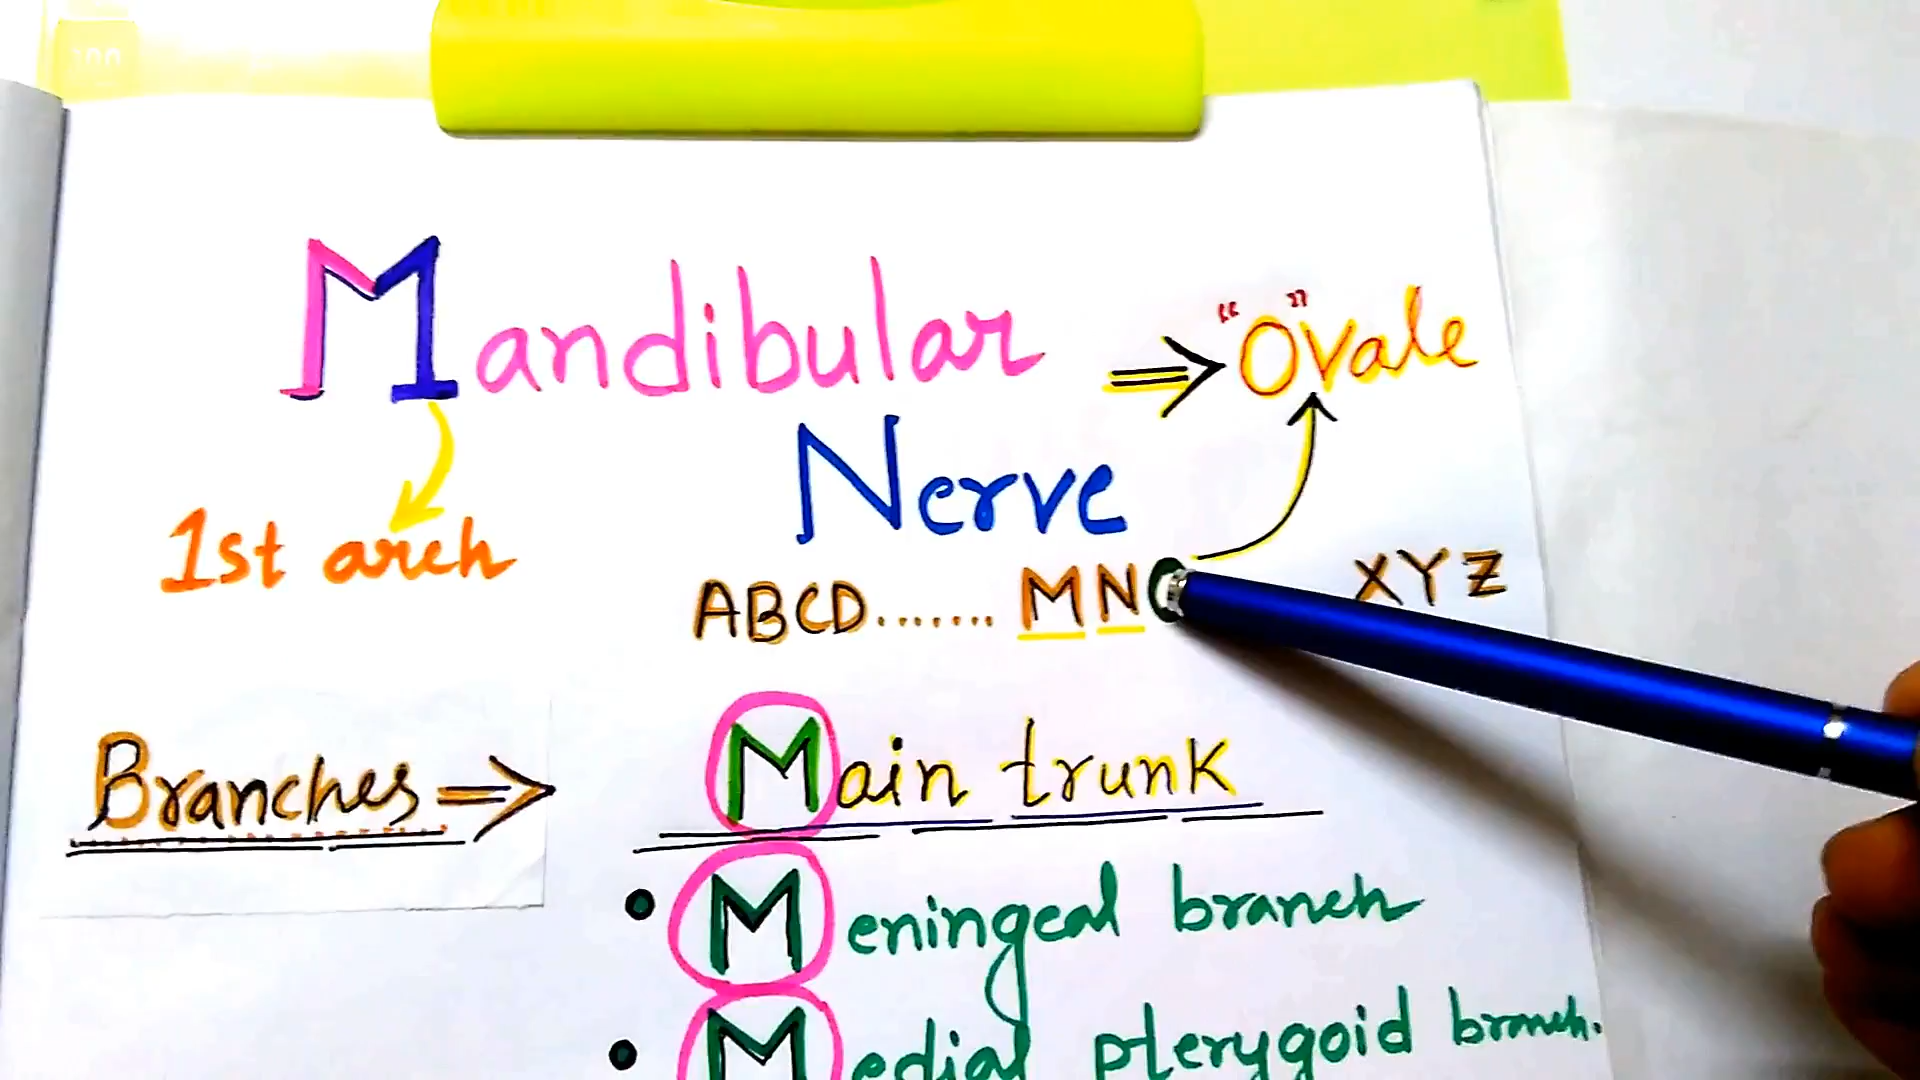 Mandibular ⇒ "O"vale
Nerve
1st arch
ABCD....... MNO XYZ
Branches ⇒ Main trunk
• Meningeal branch
• Medial pterygoid branch.